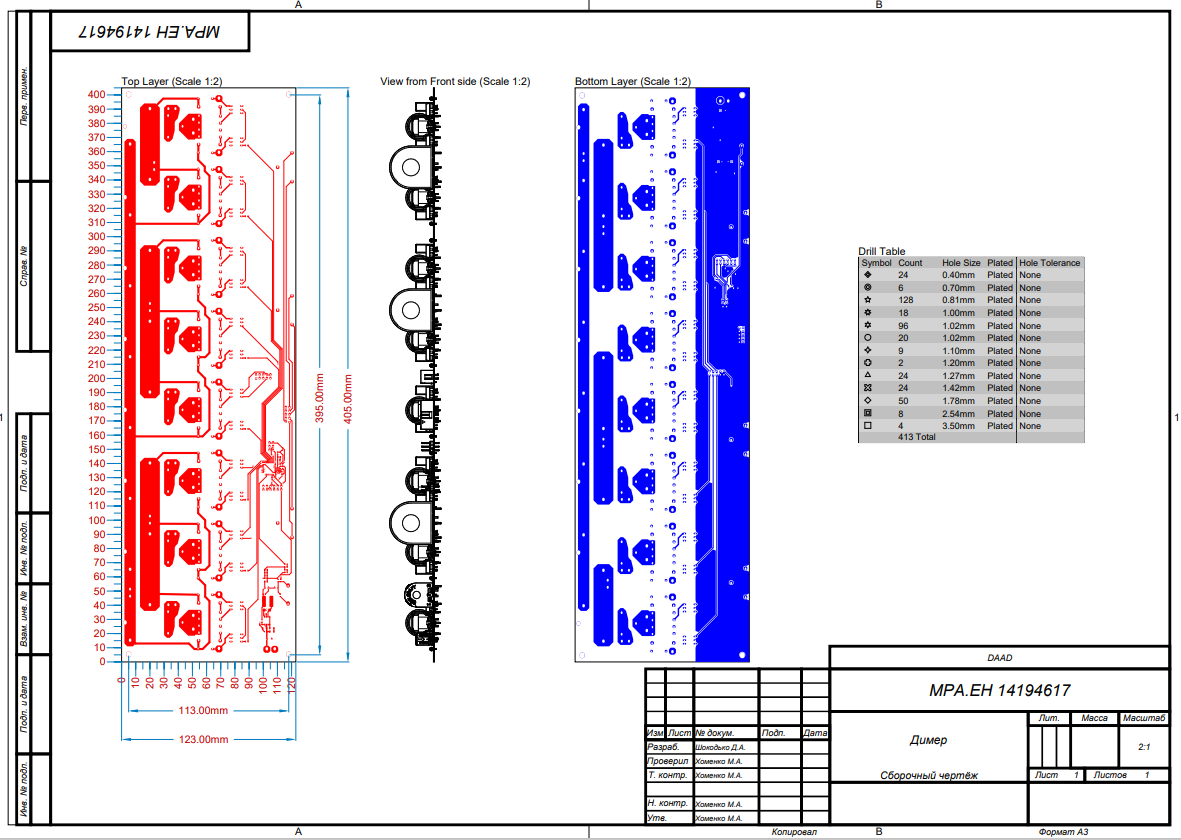 A
B
МРА.ЕН 14194617
Перв. примен.
Справ. №
Подп. и дата
Инв. № подл.
Взам. инв. №
Подп. и дата
Инв. № подл.
Top Layer (Scale 1:2)
400
390
380
370
360
350
340
330
320
310
300
290
280
270
260
250
240
230
220
210
200
190
180
170
160
150
140
130
120
110
100
90
80
70
60
50
40
30
20
10
0
0 10 20 30 40 50 60 70 80 90 100 110 120
395.00mm
405.00mm
113.00mm
123.00mm
View from Front side (Scale 1:2)
Bottom Layer (Scale 1:2)
Drill Table
Symbol Count Hole Size Plated Hole Tolerance
24 0.40mm Plated None
6 0.70mm Plated None
128 0.81mm Plated None
18 1.00mm Plated None
96 1.02mm Plated None
20 1.02mm Plated None
9 1.10mm Plated None
2 1.20mm Plated None
24 1.27mm Plated None
24 1.42mm Plated None
50 1.78mm Plated None
8 2.54mm Plated None
4 3.50mm Plated None
413 Total
1
1
DAAD
МРА.ЕН 14194617
Изм Лист № докум. Подп. Дата
Разраб. Шокодько Д.А.
Проверил Хоменко М.А.
Т. контр. Хоменко М.А.
Н. контр. Хоменко М.А.
Утв. Хоменко М.А.
Димер
Сборочный чертёж
Лит. Масса Масштаб
2:1
Лист 1 Листов 1
A
Копировал
B
Формат А3